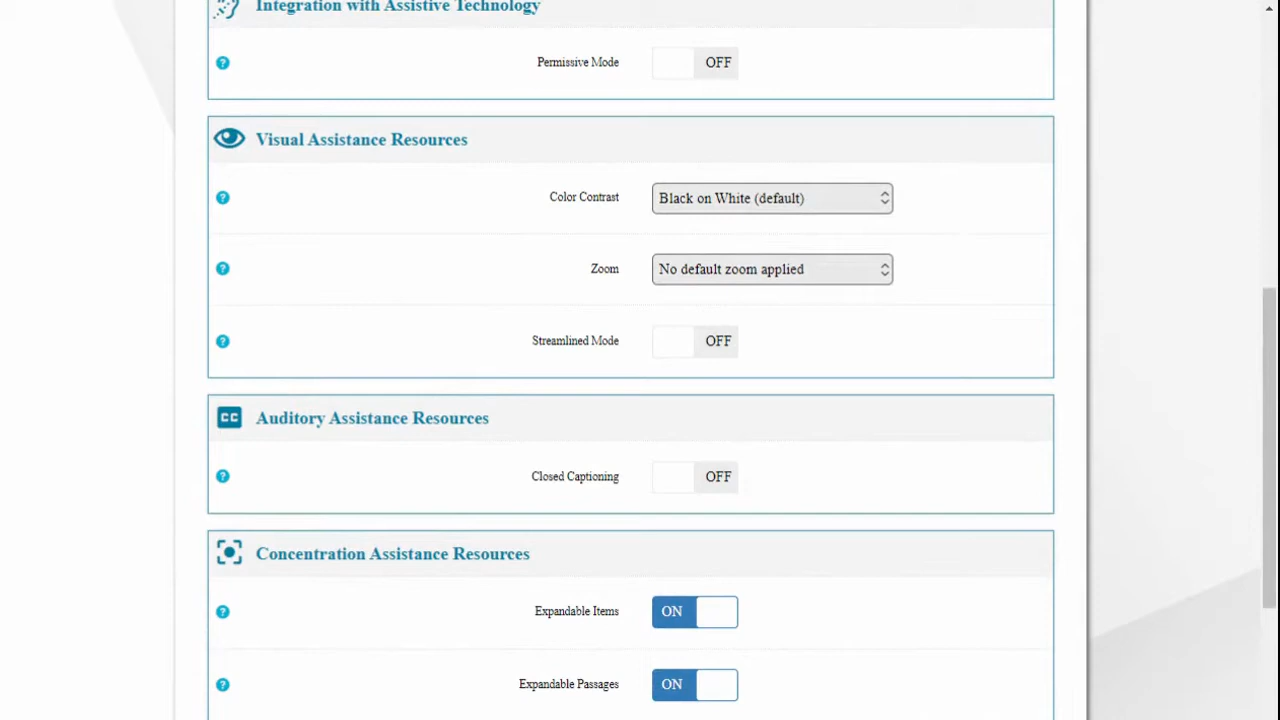 Integration with Assistive Technology
? Permissive Mode OFF
Visual Assistance Resources
? Color Contrast Black on White (default)
? Zoom No default zoom applied
? Streamlined Mode OFF
CC Auditory Assistance Resources
? Closed Captioning OFF
Concentration Assistance Resources
? Expandable Items ON
? Expandable Passages ON